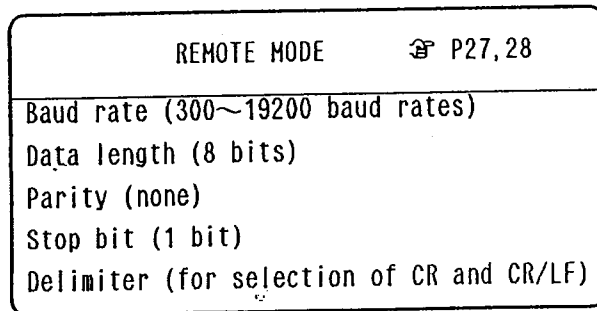 REMOTE MODE ☞ P27,28
Baud rate (300〜19200 baud rates)
Data length (8 bits)
Parity (none)
Stop bit (1 bit)
Delimiter (for selection of CR and CR/LF)